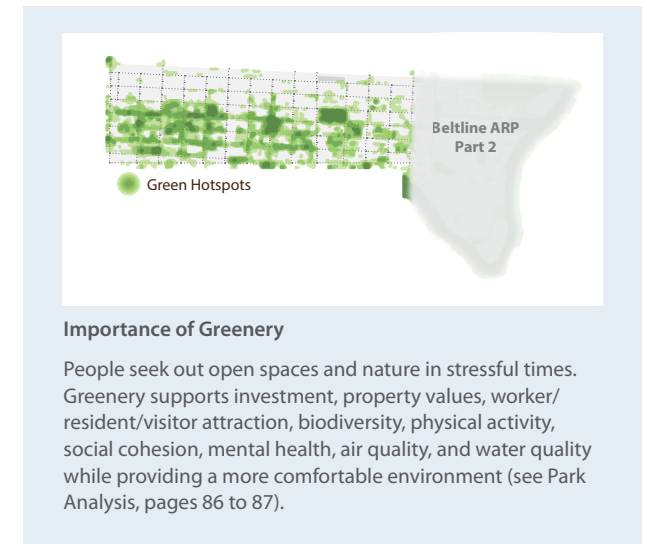 Beltline ARP
Part 2
Green Hotspots
Importance of Greenery
People seek out open spaces and nature in stressful times.
Greenery supports investment, property values, worker/
resident/visitor attraction, biodiversity, physical activity,
social cohesion, mental health, air quality, and water quality
while providing a more comfortable environment (see Park
Analysis, pages 86 to 87).